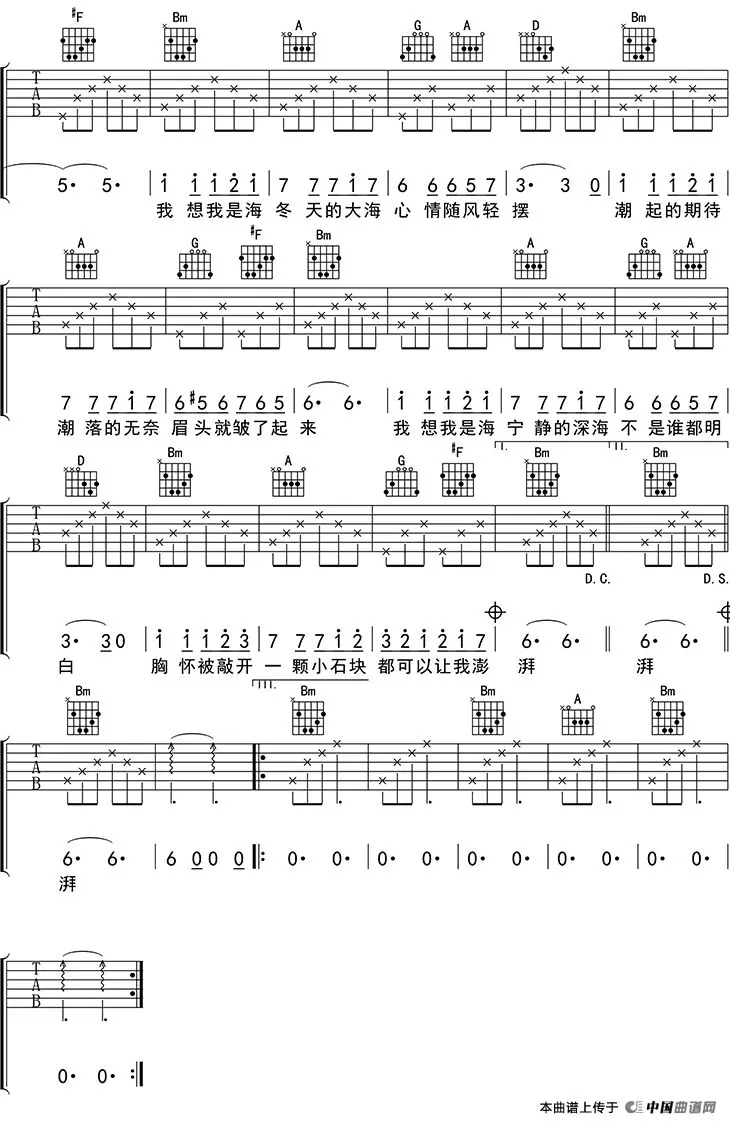 #F Bm A G A D Bm
T A B
5· 5· | i i i 2 i | 7 7 7 i 7 | 6 6 6 5 7 | 3· 3 0 | i i i 2 i
我 想我是海 冬 天的大海 心 情随风轻 摆 潮 起的期待
A G #F Bm A G A
T A B
7 7 7 i 7 | 6 #5 6 7 6 5 | 6· 6· | i i i 2 i | 7 7 7 i 7 | 6 6 6 5 7
潮 落的无奈 眉头就皱了起 来 我 想我是海 宁 静的深海 不 是谁都明
D Bm A G #F I. Bm II. Bm
T A B
D.C. D.S.
3· 3 0 | i i i 2 3 | 7 7 7 i 2 | 3 2 i 2 i 7 | 6· 6· || 6· 6· ||
白 胸 怀被敲开 一 颗小石块 都可以让我澎 湃 湃
Bm III. Bm Bm A Bm
T A B
6· 6· | 6 0 0 0 0 |: 0· 0· | 0· 0· | 0· 0· | 0· 0· | 0· 0·
湃
T A B
0· 0· :|
本曲谱上传于 中国曲谱网